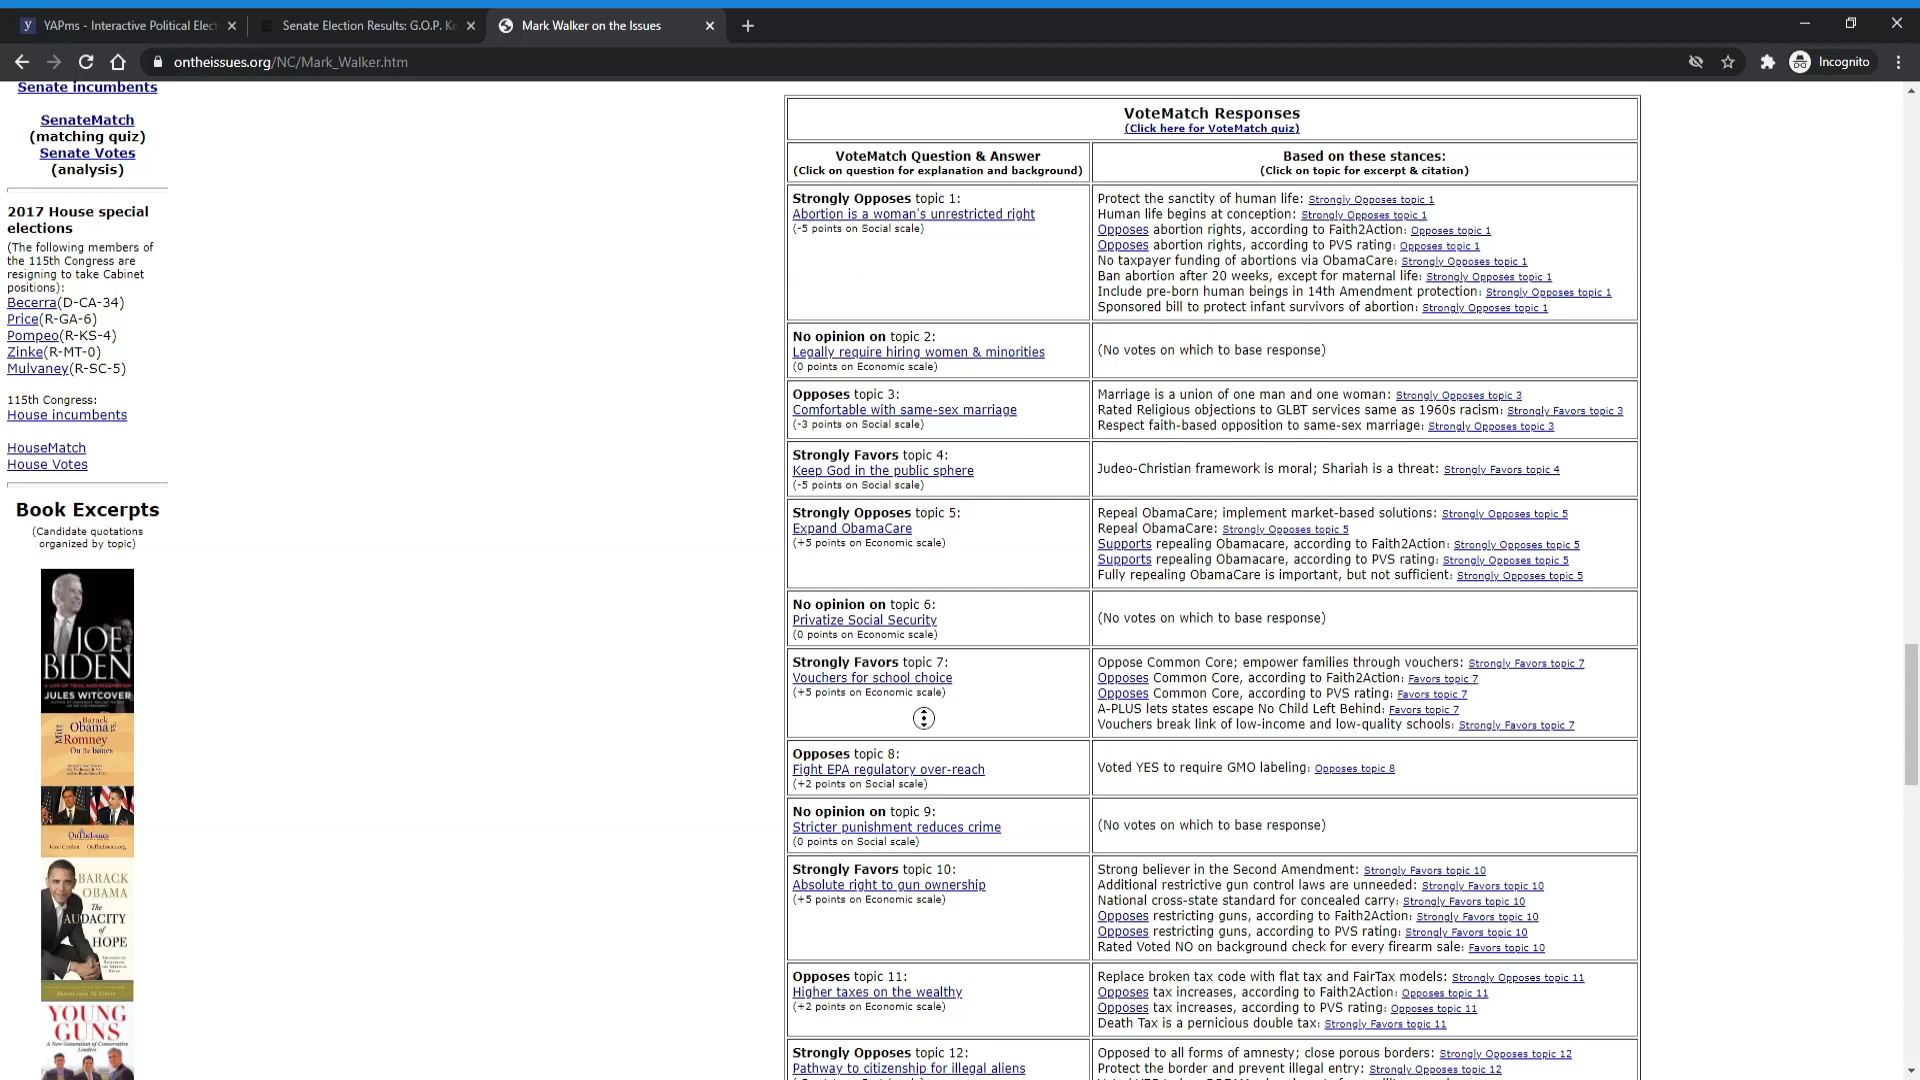 YAPms - Interactive Political Elect
Senate Election Results: G.O.P. Ke
Mark Walker on the Issues
ontheissues.org/NC/Mark_Walker.htm
Incognito
Senate incumbents
SenateMatch
(matching quiz)
Senate Votes
(analysis)
2017 House special
elections
(The following members of
the 115th Congress are
resigning to take Cabinet
positions):
Becerra(D-CA-34)
Price(R-GA-6)
Pompeo(R-KS-4)
Zinke(R-MT-0)
Mulvaney(R-SC-5)
115th Congress:
House incumbents
HouseMatch
House Votes
Book Excerpts
(Candidate quotations
organized by topic)
JOE
BIDEN
JULES WITCOVER
Barack
Obama
vs
Mitt
Romney
On the Issues
OnTheIssues
BARACK
OBAMA
The
AUDACITY
of
HOPE
YOUNG
GUNS
A New Generation of Conservative
Leaders
VoteMatch Responses
(Click here for VoteMatch quiz)
VoteMatch Question & Answer
(Click on question for explanation and background)
Based on these stances:
(Click on topic for excerpt & citation)
Strongly Opposes topic 1:
Abortion is a woman's unrestricted right
(-5 points on Social scale)
Protect the sanctity of human life: Strongly Opposes topic 1
Human life begins at conception: Strongly Opposes topic 1
Opposes abortion rights, according to Faith2Action: Opposes topic 1
Opposes abortion rights, according to PVS rating: Opposes topic 1
No taxpayer funding of abortions via ObamaCare: Strongly Opposes topic 1
Ban abortion after 20 weeks, except for maternal life: Strongly Opposes topic 1
Include pre-born human beings in 14th Amendment protection: Strongly Opposes topic 1
Sponsored bill to protect infant survivors of abortion: Strongly Opposes topic 1
No opinion on topic 2:
Legally require hiring women & minorities
(0 points on Economic scale)
(No votes on which to base response)
Opposes topic 3:
Comfortable with same-sex marriage
(-3 points on Social scale)
Marriage is a union of one man and one woman: Strongly Opposes topic 3
Rated Religious objections to GLBT services same as 1960s racism: Strongly Favors topic 3
Respect faith-based opposition to same-sex marriage: Strongly Opposes topic 3
Strongly Favors topic 4:
Keep God in the public sphere
(-5 points on Social scale)
Judeo-Christian framework is moral; Shariah is a threat: Strongly Favors topic 4
Strongly Opposes topic 5:
Expand ObamaCare
(+5 points on Economic scale)
Repeal ObamaCare; implement market-based solutions: Strongly Opposes topic 5
Repeal ObamaCare: Strongly Opposes topic 5
Supports repealing Obamacare, according to Faith2Action: Strongly Opposes topic 5
Supports repealing Obamacare, according to PVS rating: Strongly Opposes topic 5
Fully repealing ObamaCare is important, but not sufficient: Strongly Opposes topic 5
No opinion on topic 6:
Privatize Social Security
(0 points on Economic scale)
(No votes on which to base response)
Strongly Favors topic 7:
Vouchers for school choice
(+5 points on Economic scale)
Oppose Common Core; empower families through vouchers: Strongly Favors topic 7
Opposes Common Core, according to Faith2Action: Favors topic 7
Opposes Common Core, according to PVS rating: Favors topic 7
A-PLUS lets states escape No Child Left Behind: Favors topic 7
Vouchers break link of low-income and low-quality schools: Strongly Favors topic 7
Opposes topic 8:
Fight EPA regulatory over-reach
(+2 points on Social scale)
Voted YES to require GMO labeling: Opposes topic 8
No opinion on topic 9:
Stricter punishment reduces crime
(0 points on Social scale)
(No votes on which to base response)
Strongly Favors topic 10:
Absolute right to gun ownership
(+5 points on Economic scale)
Strong believer in the Second Amendment: Strongly Favors topic 10
Additional restrictive gun control laws are unneeded: Strongly Favors topic 10
National cross-state standard for concealed carry: Strongly Favors topic 10
Opposes restricting guns, according to Faith2Action: Strongly Favors topic 10
Opposes restricting guns, according to PVS rating: Strongly Favors topic 10
Rated Voted NO on background check for every firearm sale: Favors topic 10
Opposes topic 11:
Higher taxes on the wealthy
(+2 points on Economic scale)
Replace broken tax code with flat tax and FairTax models: Strongly Opposes topic 11
Opposes tax increases, according to Faith2Action: Opposes topic 11
Opposes tax increases, according to PVS rating: Opposes topic 11
Death Tax is a pernicious double tax: Strongly Favors topic 11
Strongly Opposes topic 12:
Pathway to citizenship for illegal aliens
Opposed to all forms of amnesty; close porous borders: Strongly Opposes topic 12
Protect the border and prevent illegal entry: Strongly Opposes topic 12